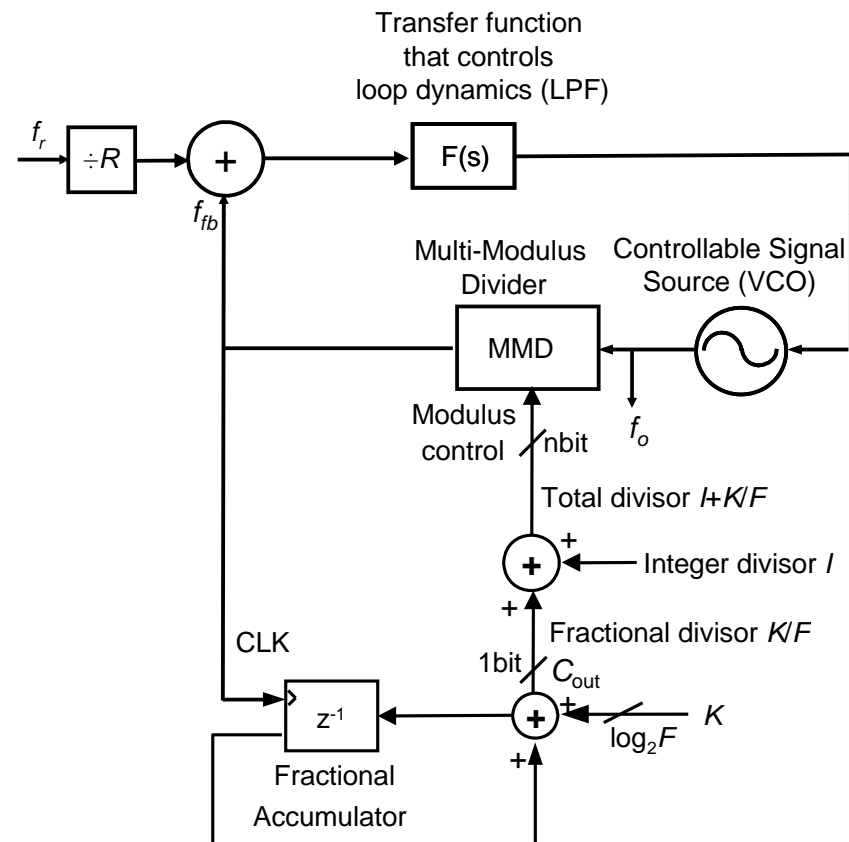 Transfer function
that controls
loop dynamics (LPF)
f_r
÷R
+
F(s)
f_fb
Multi-Modulus
Divider
Controllable Signal
Source (VCO)
MMD
Modulus
control
nbit
f_o
Total divisor I+K/F
+
+
Integer divisor I
+
Fractional divisor K/F
CLK
1bit
C_out
z⁻¹
+
+
K
log₂F
+
Fractional
Accumulator